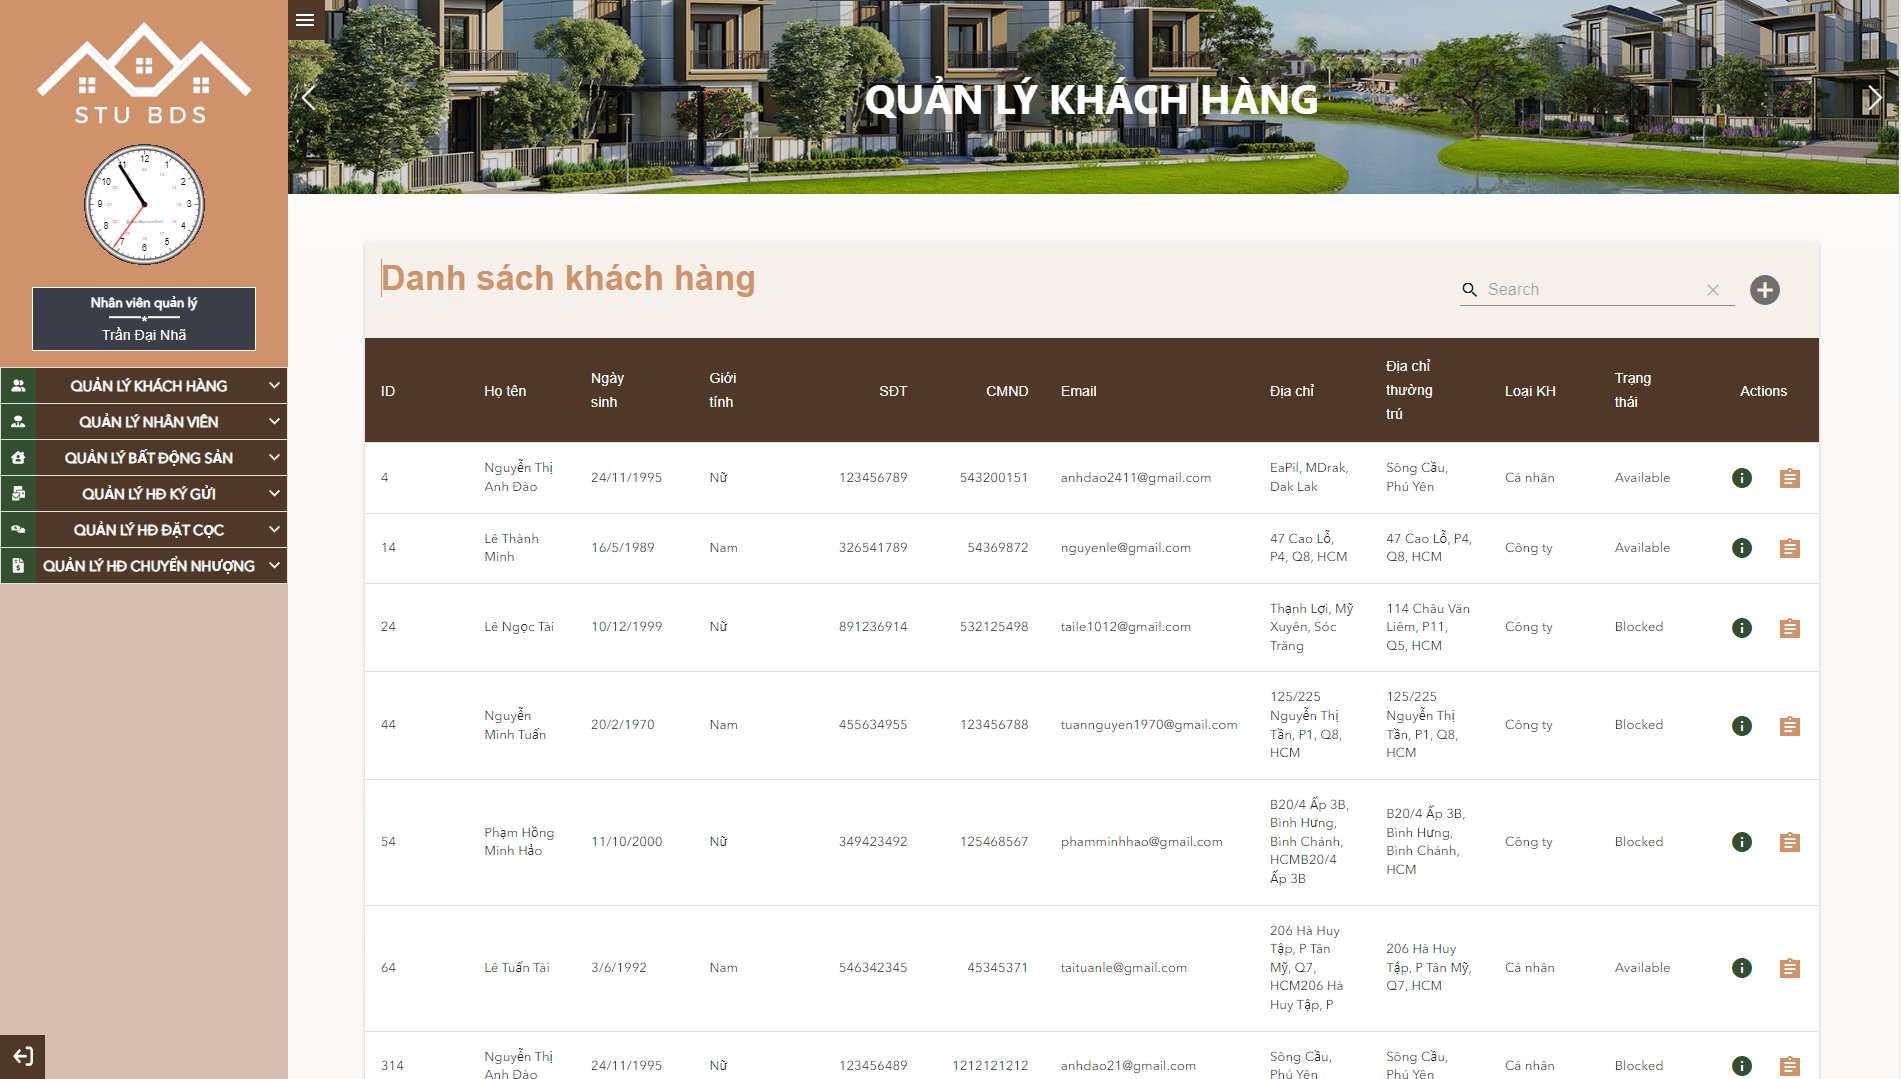 STU BDS
12
11
1
10
2
9
3
8
4
7
5
6
Nhân viên quản lý
*
Trần Đại Nhã
QUẢN LÝ KHÁCH HÀNG
QUẢN LÝ NHÂN VIÊN
QUẢN LÝ BẤT ĐỘNG SẢN
QUẢN LÝ HĐ KÝ GỬI
QUẢN LÝ HĐ ĐẶT CỌC
QUẢN LÝ HĐ CHUYỂN NHƯỢNG
QUẢN LÝ KHÁCH HÀNG
Danh sách khách hàng
Search
ID
Họ tên
Ngày
sinh
Giới
tính
SĐT
CMND
Email
Địa chỉ
Địa chỉ
thường
trú
Loại KH
Trạng
thái
Actions
4
Nguyễn Thị
Anh Đào
24/11/1995
Nữ
123456789
543200151
anhdao2411@gmail.com
EaPil, MDrak,
Dak Lak
Sông Cầu,
Phú Yên
Cá nhân
Available
14
Lê Thành
Minh
16/5/1989
Nam
326541789
54369872
nguyenle@gmail.com
47 Cao Lỗ,
P4, Q8, HCM
47 Cao Lỗ, P4,
Q8, HCM
Công ty
Available
24
Lê Ngọc Tài
10/12/1999
Nữ
891236914
532125498
taile1012@gmail.com
Thạnh Lợi, Mỹ
Xuyên, Sóc
Trăng
114 Châu Văn
Liêm, P11,
Q5, HCM
Công ty
Blocked
44
Nguyễn
Minh Tuấn
20/2/1970
Nam
455634955
123456788
tuannguyen1970@gmail.com
125/225
Nguyễn Thị
Tần, P1, Q8,
HCM
125/225
Nguyễn Thị
Tần, P1, Q8,
HCM
Công ty
Blocked
54
Phạm Hồng
Minh Hảo
11/10/2000
Nữ
349423492
125468567
phamminhhao@gmail.com
B20/4 Ấp 3B,
Bình Hưng,
Bình Chánh,
HCMB20/4
Ấp 3B
B20/4 Ấp 3B,
Bình Hưng,
Bình Chánh,
HCM
Công ty
Blocked
64
Lê Tuấn Tài
3/6/1992
Nam
546342345
45345371
taituanle@gmail.com
206 Hà Huy
Tập, P Tân
Mỹ, Q7,
HCM206 Hà
Huy Tập, P
206 Hà Huy
Tập, P Tân Mỹ,
Q7, HCM
Cá nhân
Available
314
Nguyễn Thị
Anh Đào
24/11/1995
Nữ
123456489
1212121212
anhdao21@gmail.com
Sông Cầu,
Phú Yên
Sông Cầu,
Phú Yên
Cá nhân
Blocked